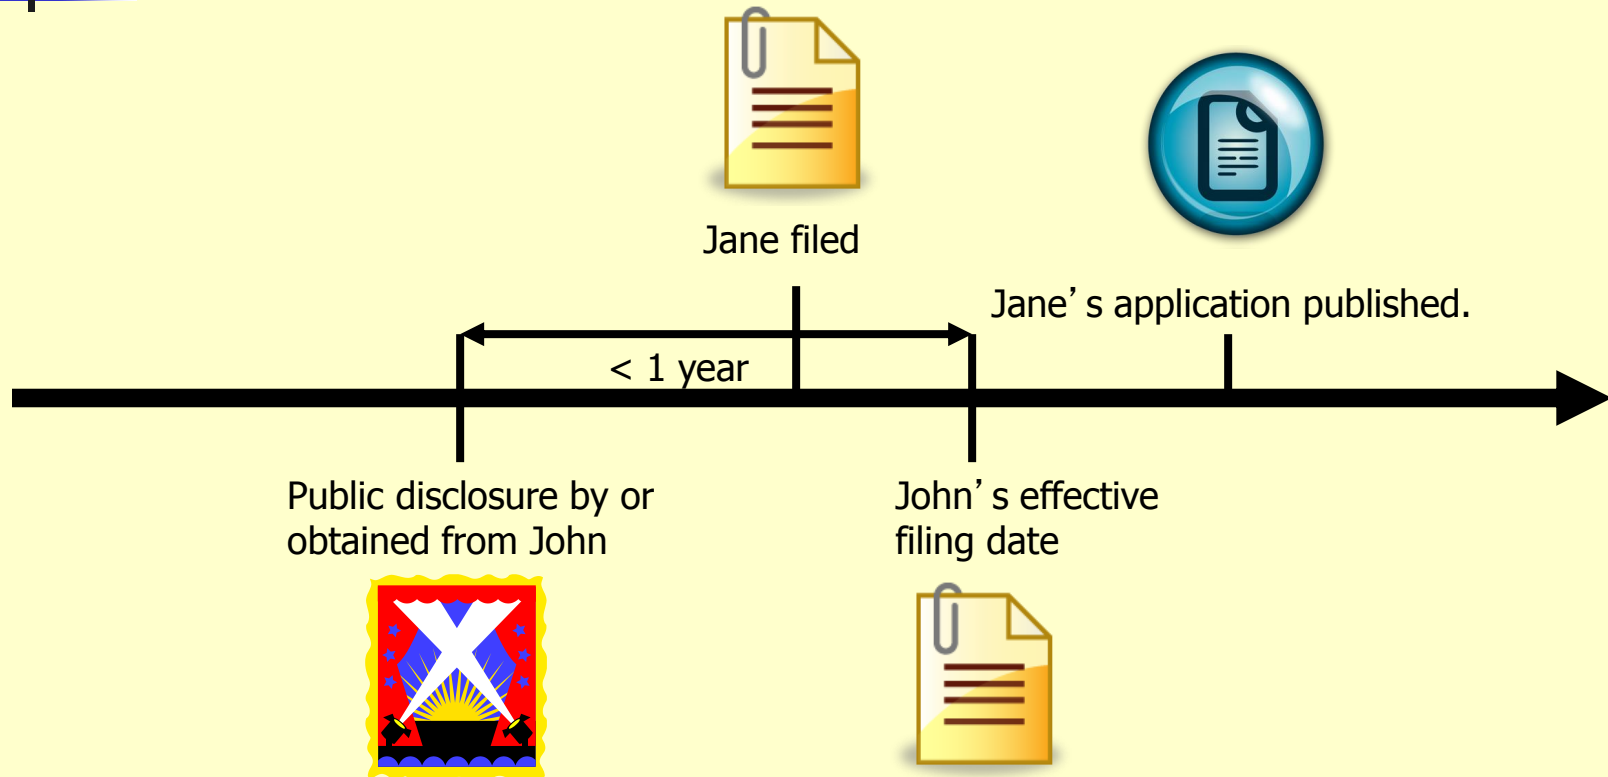 Jane filed
Jane’s application published.
< 1 year
Public disclosure by or
obtained from John
John’s effective
filing date